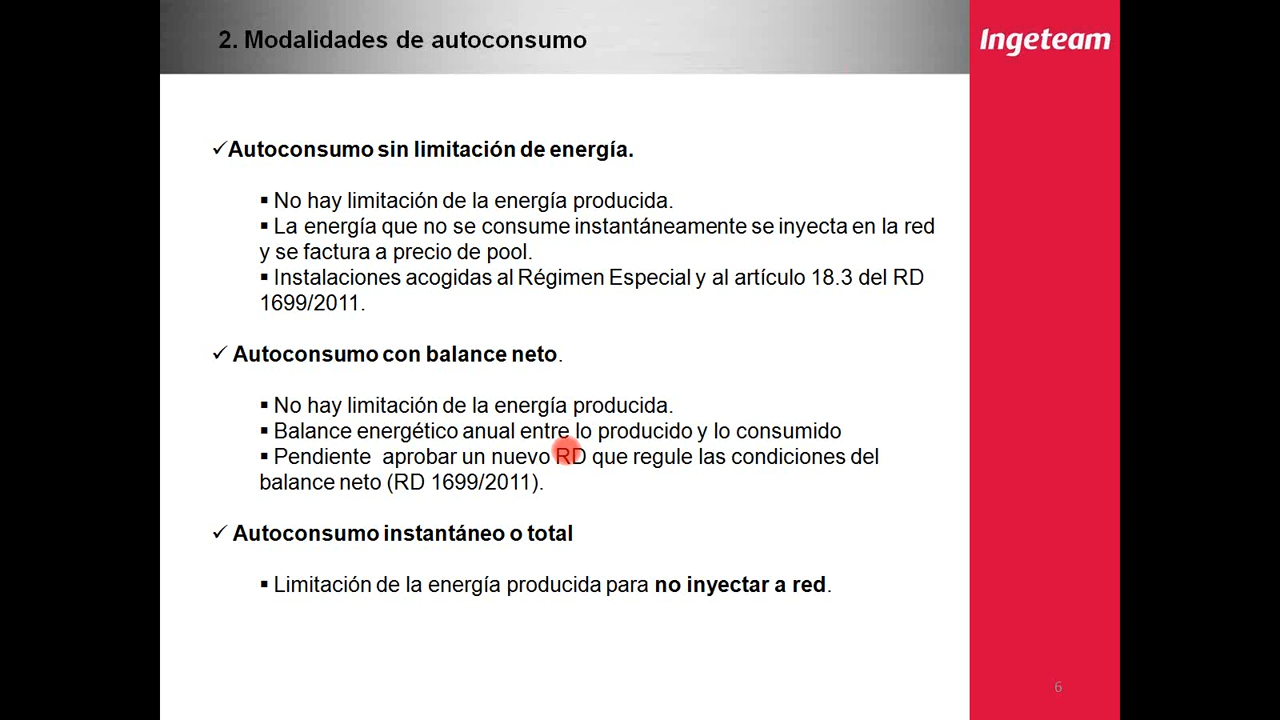 2. Modalidades de autoconsumo
Ingeteam
✓Autoconsumo sin limitación de energía.
▪ No hay limitación de la energía producida.
▪ La energía que no se consume instantáneamente se inyecta en la red
y se factura a precio de pool.
▪ Instalaciones acogidas al Régimen Especial y al artículo 18.3 del RD
1699/2011.
✓ Autoconsumo con balance neto.
▪ No hay limitación de la energía producida.
▪ Balance energético anual entre lo producido y lo consumido
▪ Pendiente aprobar un nuevo RD que regule las condiciones del
balance neto (RD 1699/2011).
✓ Autoconsumo instantáneo o total
▪ Limitación de la energía producida para no inyectar a red.
6